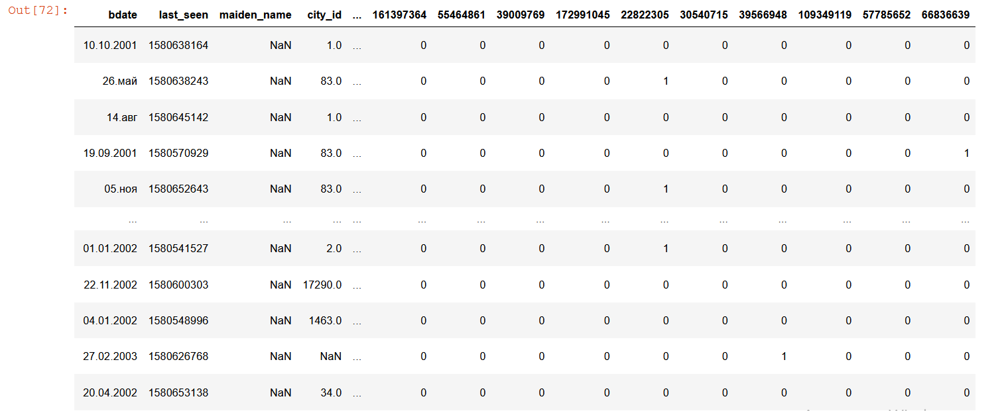 Out[72]:
bdate last_seen maiden_name city_id ... 161397364 55464861 39009769 172991045 22822305 30540715 39566948 109349119 57785652 66836639
10.10.2001 1580638164 NaN 1.0 ... 0 0 0 0 0 0 0 0 0 0
26.май 1580638243 NaN 83.0 ... 0 0 0 0 1 0 0 0 0 0
14.авг 1580645142 NaN 1.0 ... 0 0 0 0 0 0 0 0 0 0
19.09.2001 1580570929 NaN 83.0 ... 0 0 0 0 0 0 0 0 0 1
05.ноя 1580652643 NaN 83.0 ... 0 0 0 0 1 0 0 0 0 0
... ... ... ... ... ... ... ... ... ... ... ... ... ... ...
01.01.2002 1580541527 NaN 2.0 ... 0 0 0 0 1 0 0 0 0 0
22.11.2002 1580600303 NaN 17290.0 ... 0 0 0 0 0 0 0 0 0 0
04.01.2002 1580548996 NaN 1463.0 ... 0 0 0 0 0 0 0 0 0 0
27.02.2003 1580626768 NaN NaN ... 0 0 0 0 0 0 1 0 0 0
20.04.2002 1580653138 NaN 34.0 ... 0 0 0 0 0 0 0 0 0 0